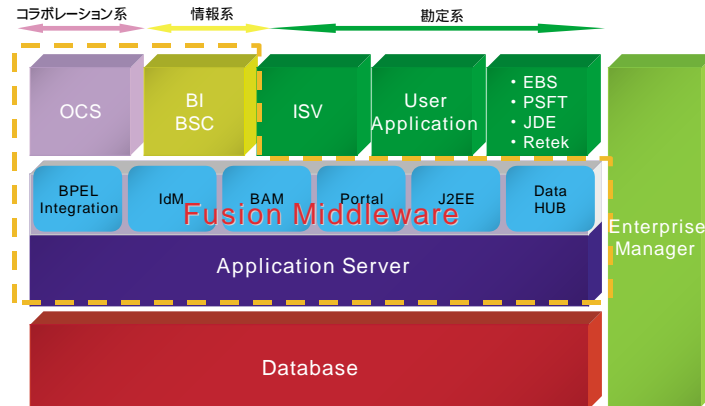 コラボレーション系
情報系
勘定系
OCS
BI
BSC
ISV
User
Application
・EBS
・PSFT
・JDE
・Retek
BPEL
Integration
IdM
BAM
Portal
J2EE
Data
HUB
Fusion Middleware
Enterprise
Manager
Application Server
Database